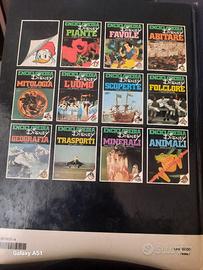 ENCICLOPEDIA
DISNEY
PIANTE
ENCICLOPEDIA
DISNEY
FAVOLE
ENCICLOPEDIA
DISNEY
ABITARE
ENCICLOPEDIA
DISNEY
MITOLOGIA
ENCICLOPEDIA
DISNEY
L'UOMO
ENCICLOPEDIA
DISNEY
SCOPERTE
ENCICLOPEDIA
DISNEY
FOLCLORE
ENCICLOPEDIA
DISNEY
GEOGRAFIA
ENCICLOPEDIA
DISNEY
TRASPORTI
ENCICLOPEDIA
DISNEY
MINERALI
ENCICLOPEDIA
DISNEY
ANIMALI
Galaxy A51